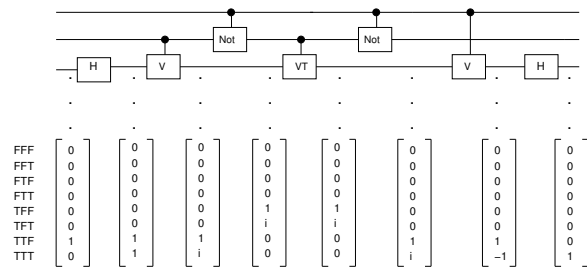 Not Not
H V VT V H
FFF 0 0 0 0 0 0 0 0
FFT 0 0 0 0 0 0 0 0
FTF 0 0 0 0 0 0 0 0
FTT 0 0 0 0 0 0 0 0
TFF 0 0 0 1 1 0 0 0
TFT 0 0 0 i i 0 0 0
TTF 1 1 1 0 0 1 1 0
TTT 0 1 i 0 0 i −1 1